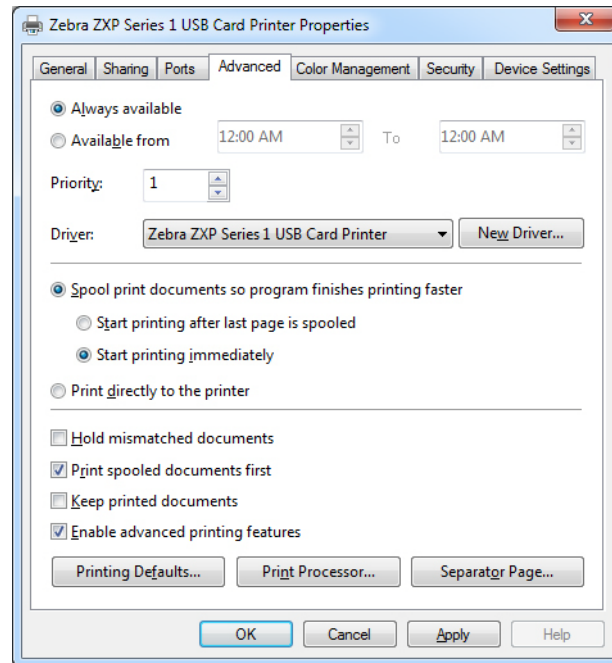 Zebra ZXP Series 1 USB Card Printer Properties
General Sharing Ports Advanced Color Management Security Device Settings
Always available
Available from 12:00 AM To 12:00 AM
Priority: 1
Driver: Zebra ZXP Series 1 USB Card Printer New Driver...
Spool print documents so program finishes printing faster
Start printing after last page is spooled
Start printing immediately
Print directly to the printer
Hold mismatched documents
Print spooled documents first
Keep printed documents
Enable advanced printing features
Printing Defaults... Print Processor... Separator Page...
OK Cancel Apply Help